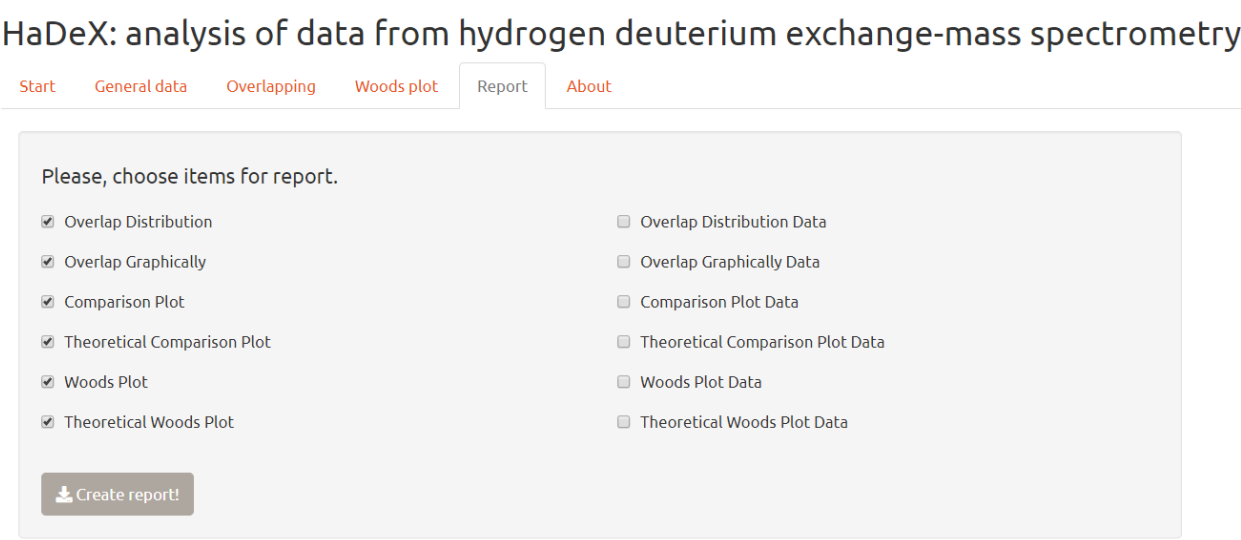 HaDeX: analysis of data from hydrogen deuterium exchange-mass spectrometry
Start General data Overlapping Woods plot Report About
Please, choose items for report.
Overlap Distribution Overlap Distribution Data
Overlap Graphically Overlap Graphically Data
Comparison Plot Comparison Plot Data
Theoretical Comparison Plot Theoretical Comparison Plot Data
Woods Plot Woods Plot Data
Theoretical Woods Plot Theoretical Woods Plot Data
Create report!